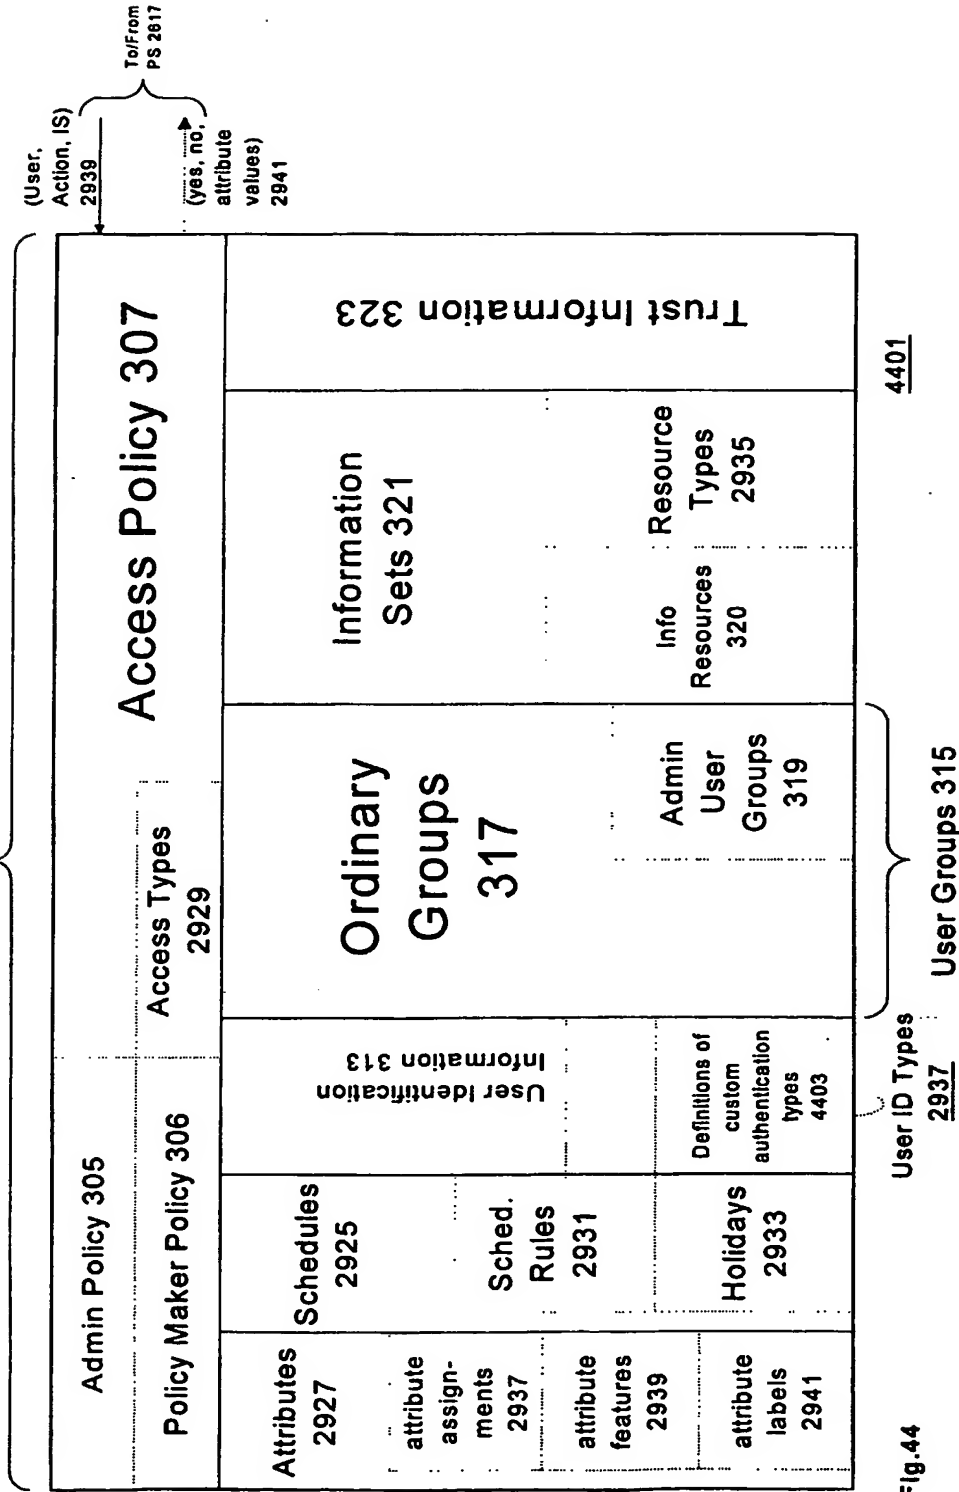 (User,
Action, IS)
2939
To/From
PS 2617
(yes, no,
attribute
values)
2941
Admin Policy 305
Policy Maker Policy 306
Access Types
2929
Access Policy 307
Attributes
2927
attribute
assign-
ments
2937
attribute
features
2939
attribute
labels
2941
Schedules
2925
Sched.
Rules
2931
Holidays
2933
User Identification
Information 313
Definitions of
custom
authentication
types
4403
Ordinary
Groups
317
Admin
User
Groups
319
Information
Sets 321
Info
Resources
320
Resource
Types
2935
Trust Information 323
User ID Types
2937
User Groups 315
4401
Fig.44